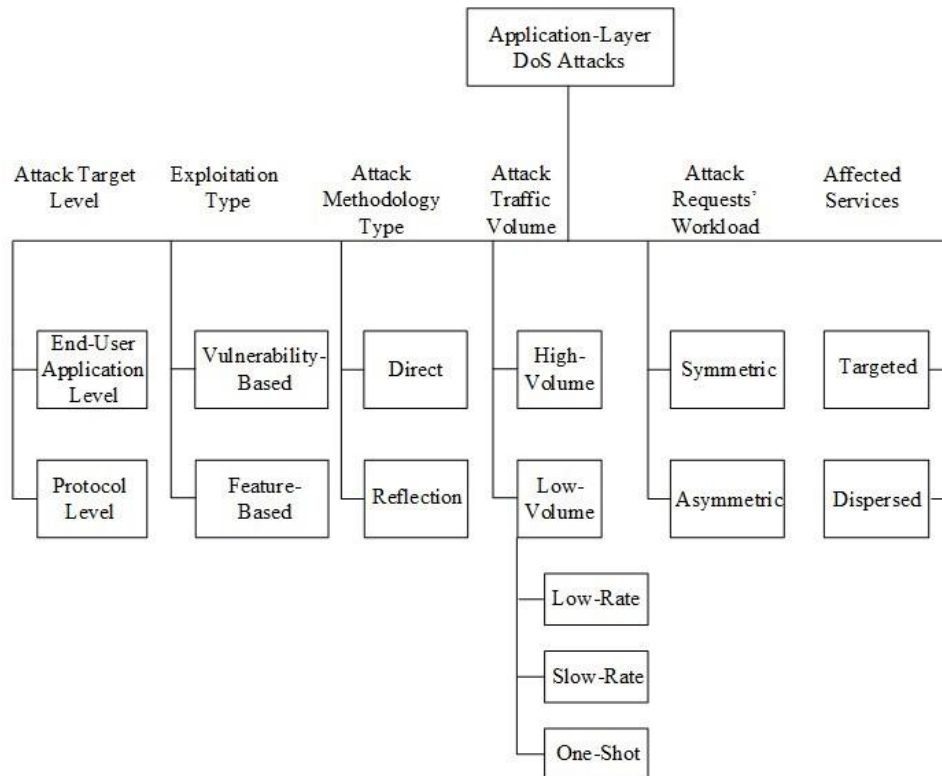 Application-Layer
DoS Attacks
Attack Target
Level
Exploitation
Type
Attack
Methodology
Type
Attack
Traffic
Volume
Attack
Requests'
Workload
Affected
Services
End-User
Application
Level
Vulnerability-
Based
Direct
High-
Volume
Symmetric
Targeted
Protocol
Level
Feature-
Based
Reflection
Low-
Volume
Asymmetric
Dispersed
Low-Rate
Slow-Rate
One-Shot